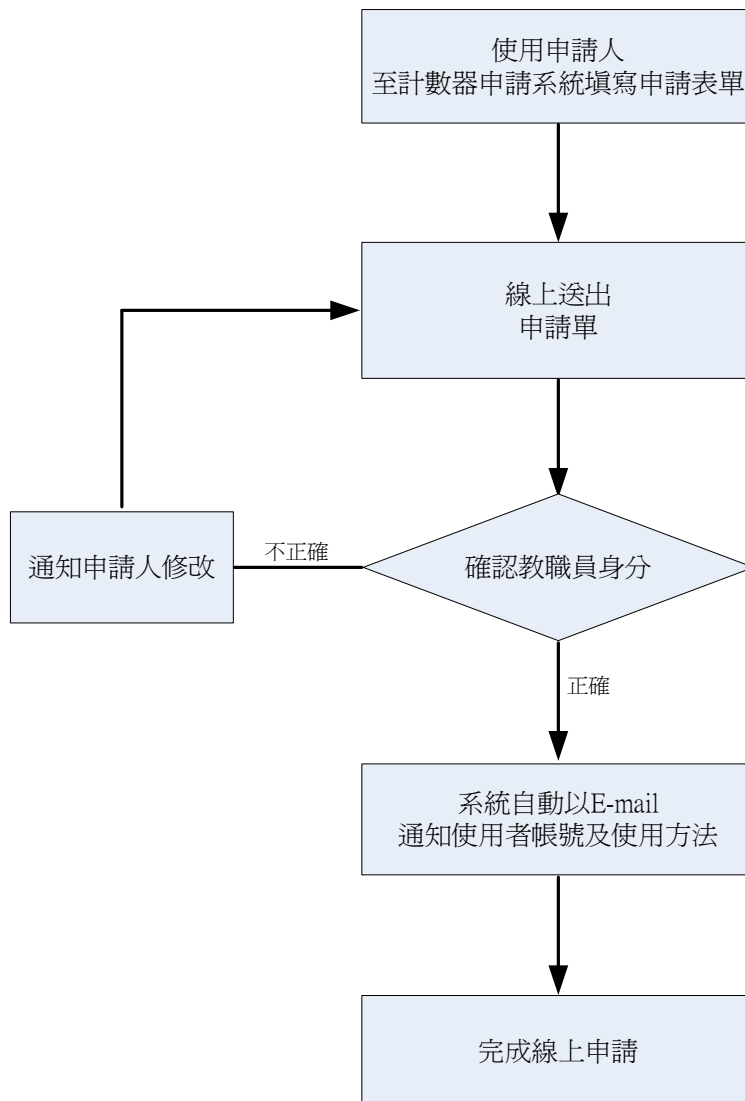 使用申請人
至計數器申請系統填寫申請表單
線上送出
申請單
通知申請人修改
不正確
確認教職員身分
正確
系統自動以E-mail
通知使用者帳號及使用方法
完成線上申請